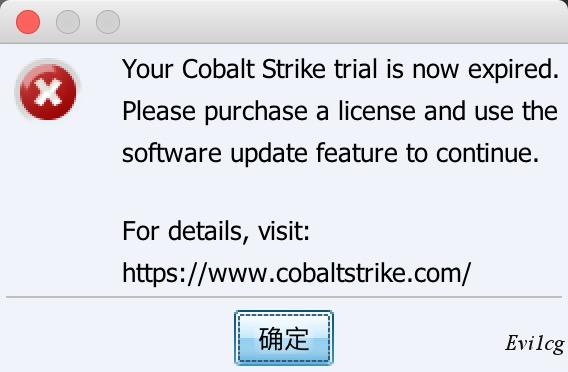 Your Cobalt Strike trial is now expired.
Please purchase a license and use the
software update feature to continue.
For details, visit:
https://www.cobaltstrike.com/
确定
Evi1cg